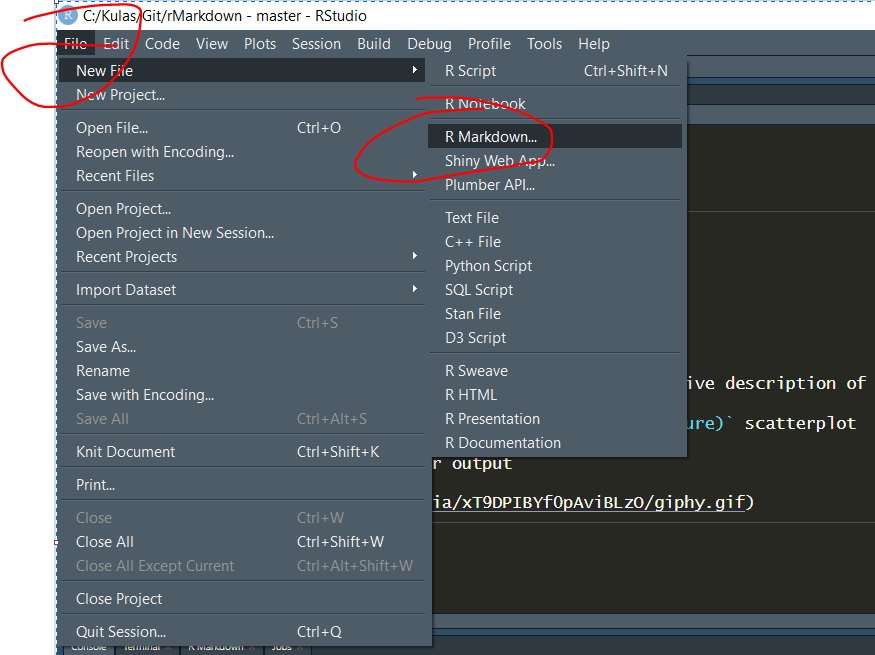 C:/Kulas/Git/rMarkdown - master - RStudio
File Edit Code View Plots Session Build Debug Profile Tools Help
New File
New Project...
Open File... Ctrl+O
Reopen with Encoding...
Recent Files
Open Project...
Open Project in New Session...
Recent Projects
Import Dataset
Save Ctrl+S
Save As...
Rename
Save with Encoding...
Save All Ctrl+Alt+S
Knit Document Ctrl+Shift+K
Print...
Close Ctrl+W
Close All Ctrl+Shift+W
Close All Except Current Ctrl+Alt+Shift+W
Close Project
Quit Session... Ctrl+Q
R Script Ctrl+Shift+N
R Notebook
R Markdown...
Shiny Web App...
Plumber API...
Text File
C++ File
Python Script
SQL Script
Stan File
D3 Script
R Sweave
R HTML
R Presentation
R Documentation
ive description of
ure)` scatterplot
r output
ia/xT9DPIBYf0pAviBLzO/giphy.gif)
Console Terminal R Markdown Jobs